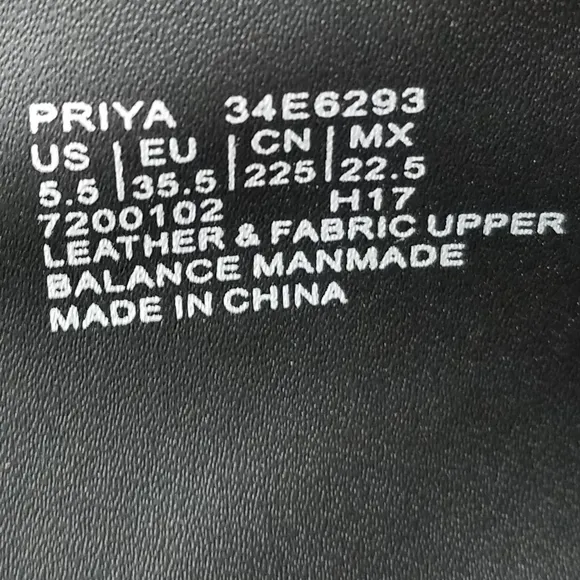 PRIYA 34E6293
US | EU | CN | MX
5.5 | 35.5 | 225 | 22.5
7200102 H17
LEATHER & FABRIC UPPER
BALANCE MANMADE
MADE IN CHINA